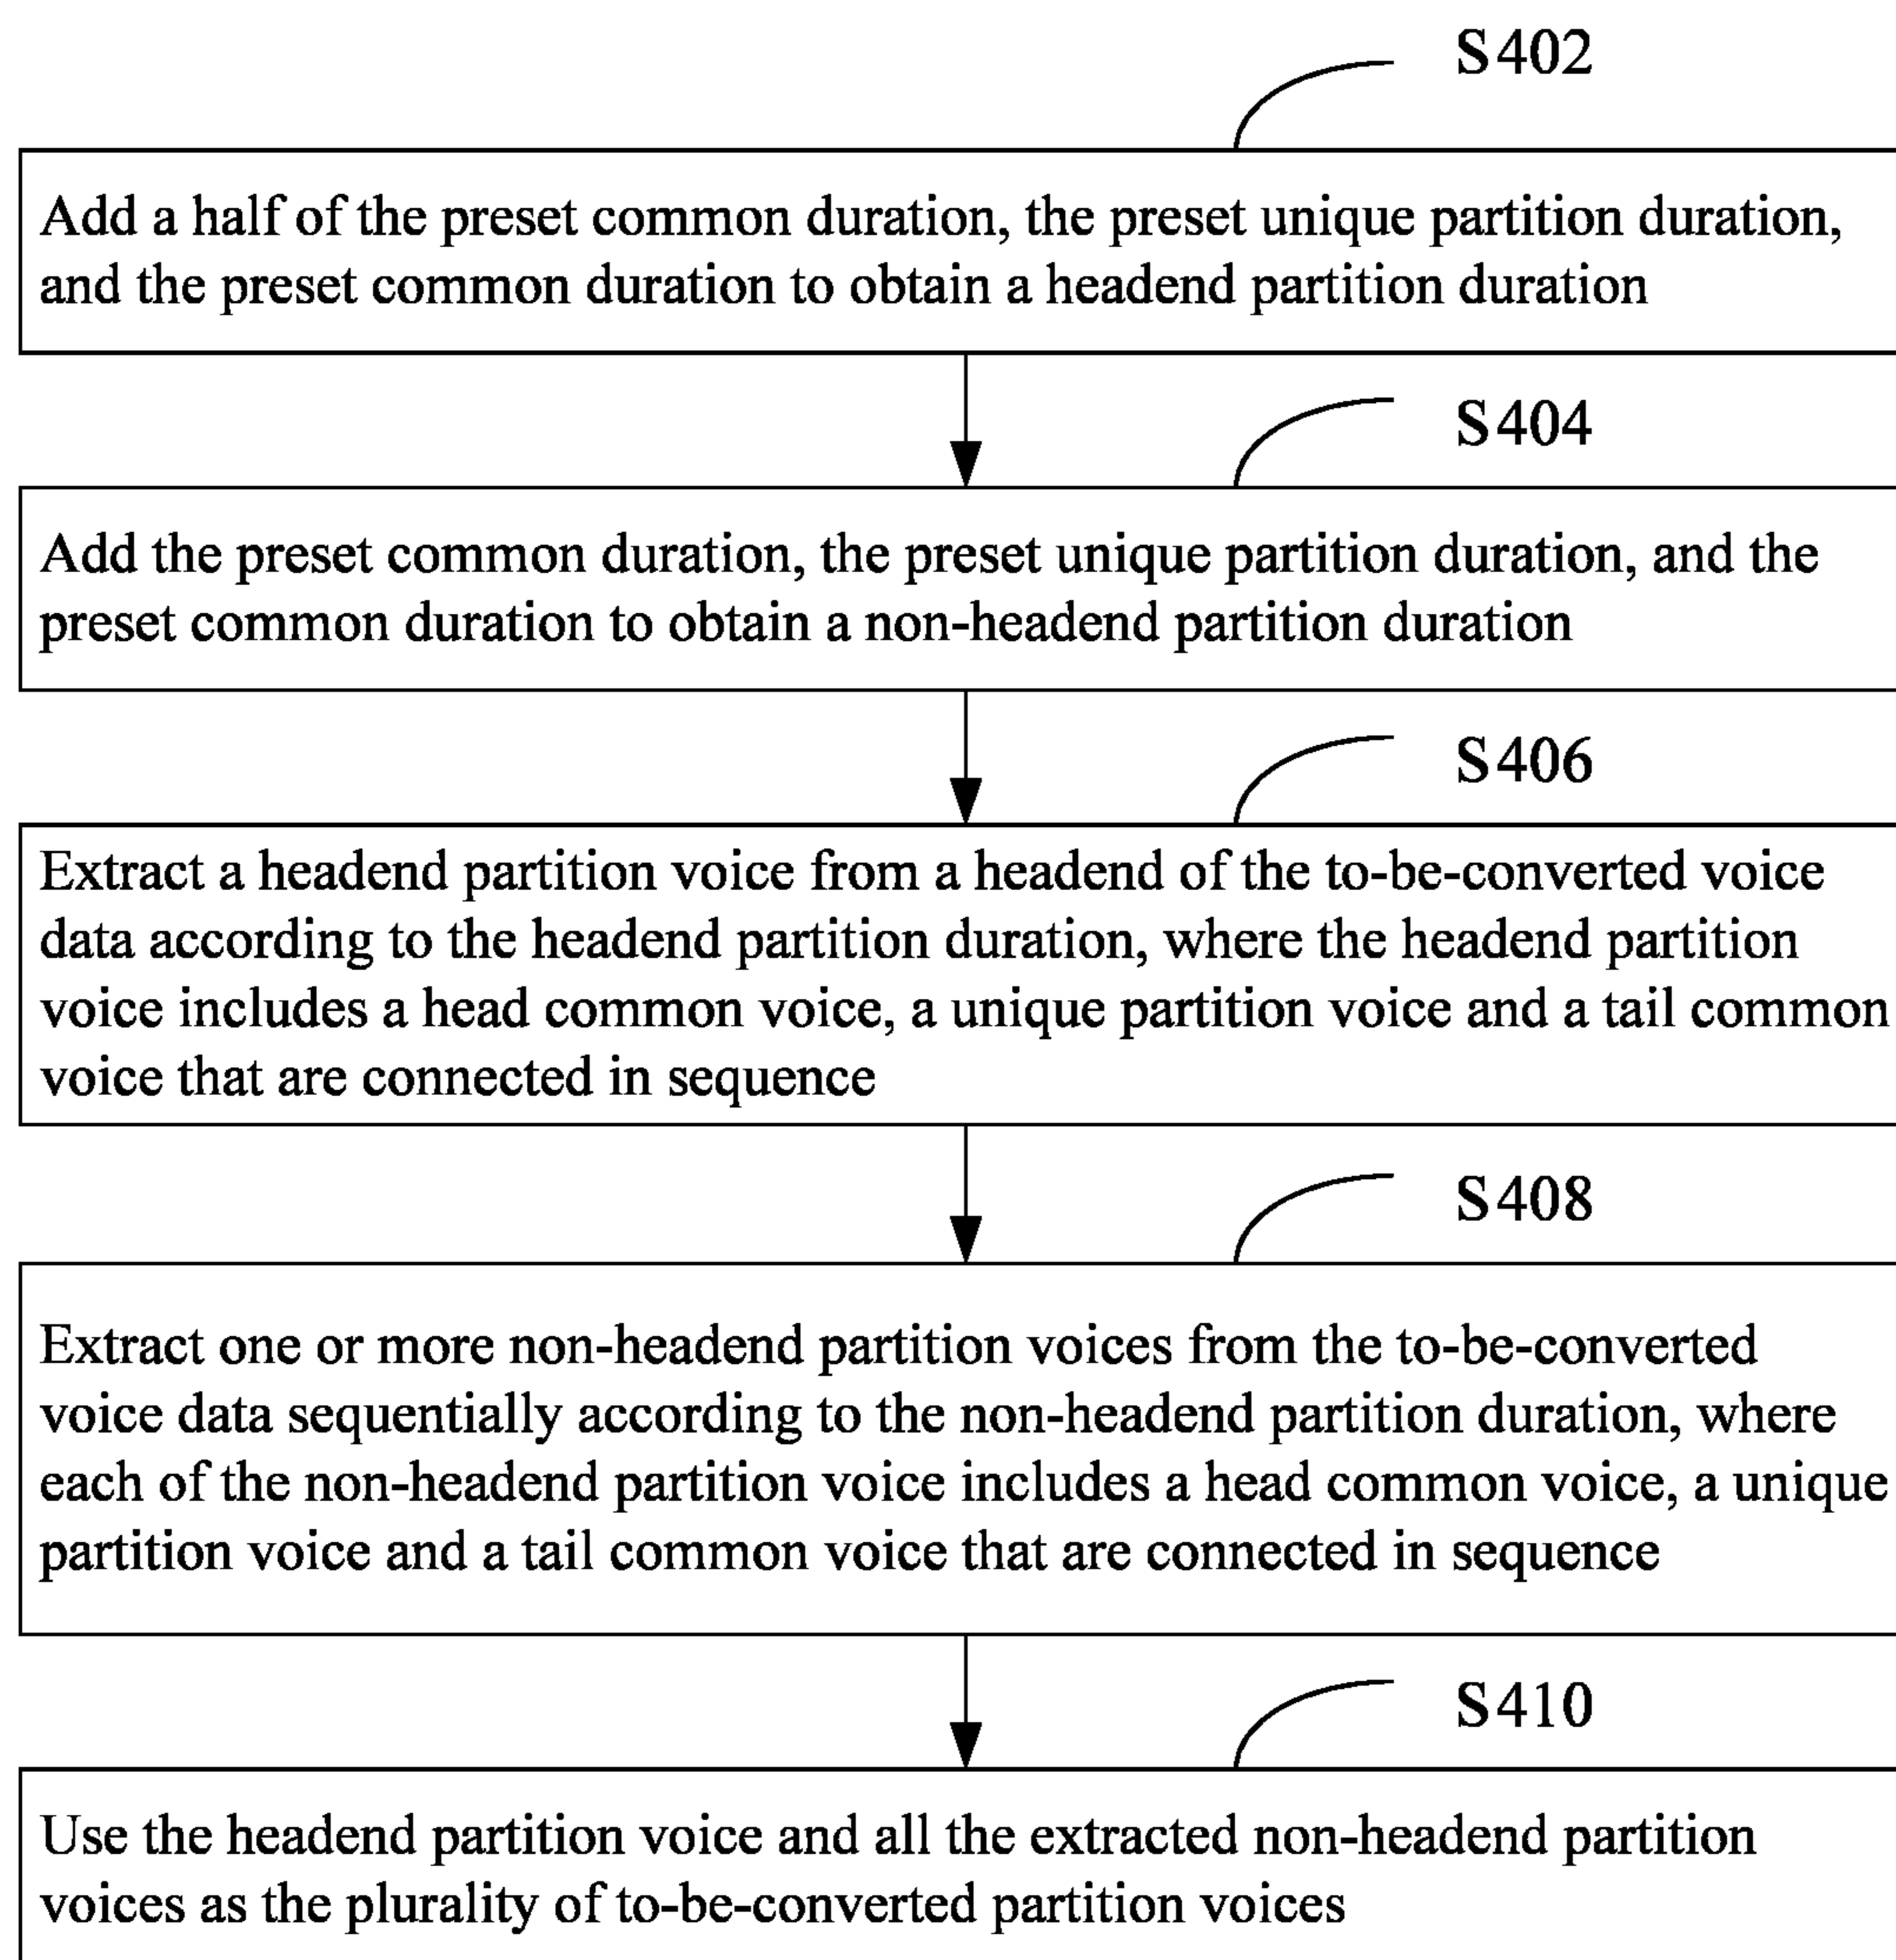 S402
Add a half of the preset common duration, the preset unique partition duration,
and the preset common duration to obtain a headend partition duration
S404
Add the preset common duration, the preset unique partition duration, and the
preset common duration to obtain a non-headend partition duration
S406
Extract a headend partition voice from a headend of the to-be-converted voice
data according to the headend partition duration, where the headend partition
voice includes a head common voice, a unique partition voice and a tail common
voice that are connected in sequence
S408
Extract one or more non-headend partition voices from the to-be-converted
voice data sequentially according to the non-headend partition duration, where
each of the non-headend partition voice includes a head common voice, a unique
partition voice and a tail common voice that are connected in sequence
S410
Use the headend partition voice and all the extracted non-headend partition
voices as the plurality of to-be-converted partition voices